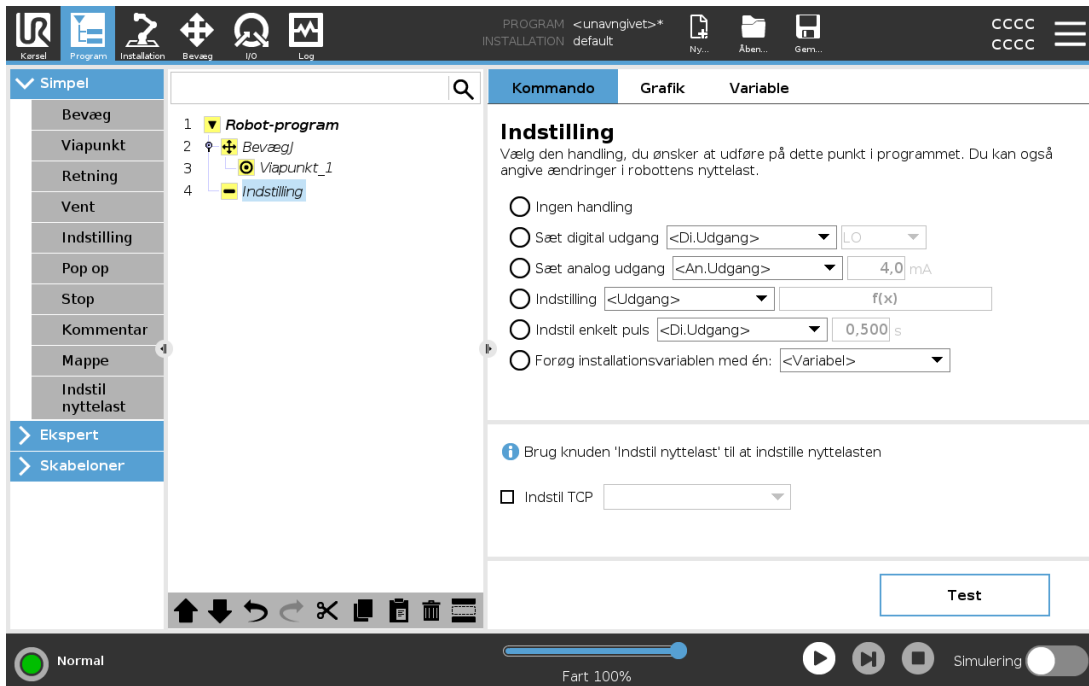 PROGRAM <unavngivet>*
INSTALLATION default
Ny...
Åben...
Gem...
CCCC
CCCC
UR
Kørsel
Program
Installation
Bevæg
I/O
Log
Simpel
Bevæg
Viapunkt
Retning
Vent
Indstilling
Pop op
Stop
Kommentar
Mappe
Indstil
nyttelast
Ekspert
Skabeloner
1 Robot-program
2 BevægJ
3 Viapunkt_1
4 Indstilling
Kommando Grafik Variable
Indstilling
Vælg den handling, du ønsker at udføre på dette punkt i programmet. Du kan også
angive ændringer i robottens nyttelast.
Ingen handling
Sæt digital udgang <Di.Udgang> LO
Sæt analog udgang <An.Udgang> 4,0 mA
Indstilling <Udgang> f(x)
Indstil enkelt puls <Di.Udgang> 0,500 s
Forøg installationsvariablen med én: <Variabel>
Brug knuden 'Indstil nyttelast' til at indstille nyttelasten
Indstil TCP
Test
Normal
Fart 100%
Simulering